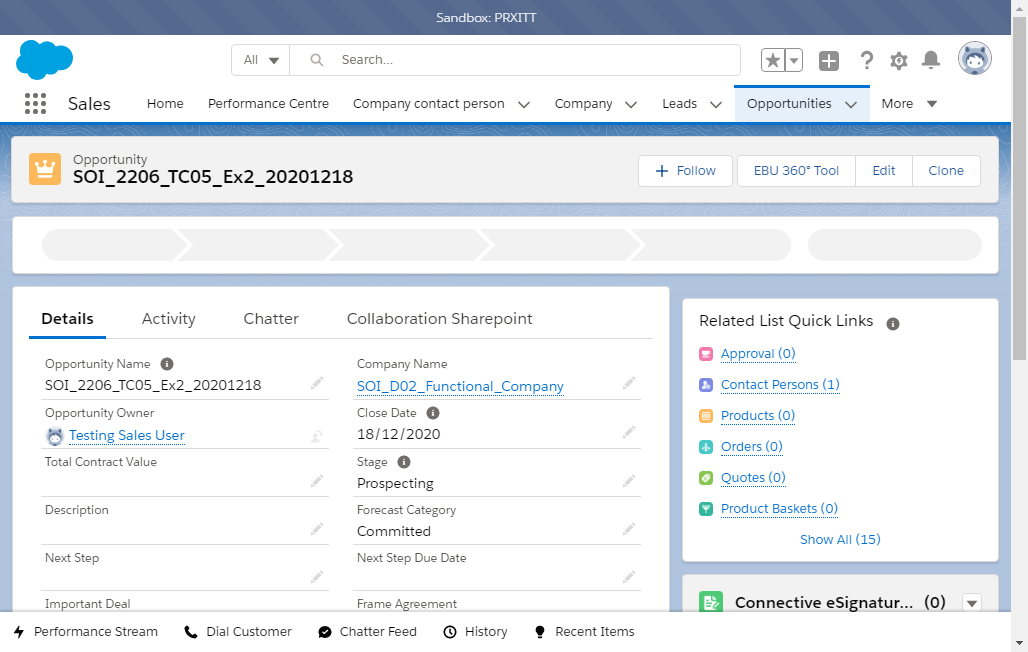 Sandbox: PRXITT
All Search...
Sales Home Performance Centre Company contact person Company Leads Opportunities More
Opportunity
SOI_2206_TC05_Ex2_20201218
Follow EBU 360° Tool Edit Clone
Details Activity Chatter Collaboration Sharepoint
Opportunity Name
SOI_2206_TC05_Ex2_20201218
Company Name
SOI_D02_Functional_Company
Opportunity Owner
Testing Sales User
Close Date
18/12/2020
Total Contract Value
Stage
Prospecting
Description
Forecast Category
Committed
Next Step
Next Step Due Date
Important Deal
Frame Agreement
Related List Quick Links
Approval (0)
Contact Persons (1)
Products (0)
Orders (0)
Quotes (0)
Product Baskets (0)
Show All (15)
Connective eSignatur... (0)
Performance Stream Dial Customer Chatter Feed History Recent Items